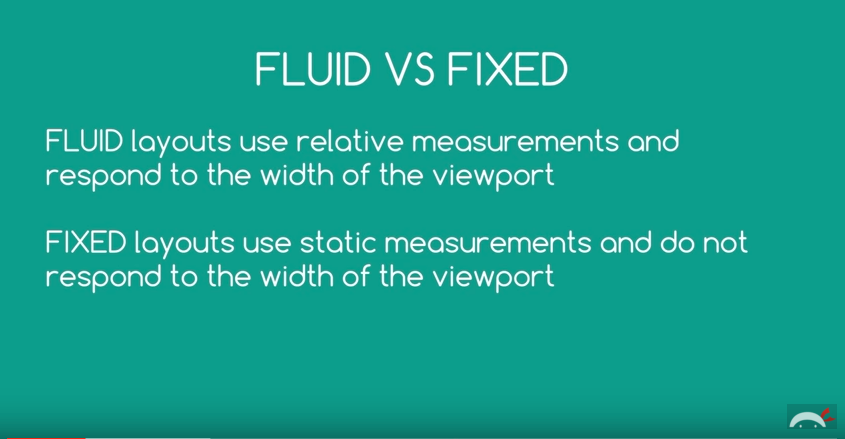 FLUID VS FIXED
FLUID layouts use relative measurements and
respond to the width of the viewport
FIXED layouts use static measurements and do not
respond to the width of the viewport